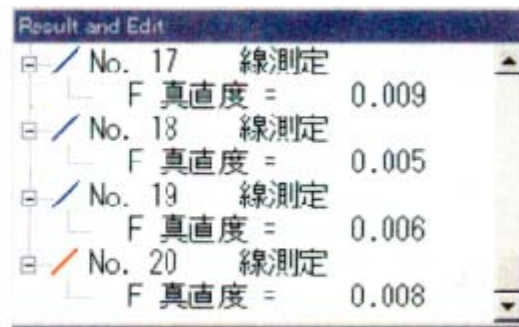 Result and Edit
No. 17 線測定
F 真直度 = 0.009
No. 18 線測定
F 真直度 = 0.005
No. 19 線測定
F 真直度 = 0.006
No. 20 線測定
F 真直度 = 0.008